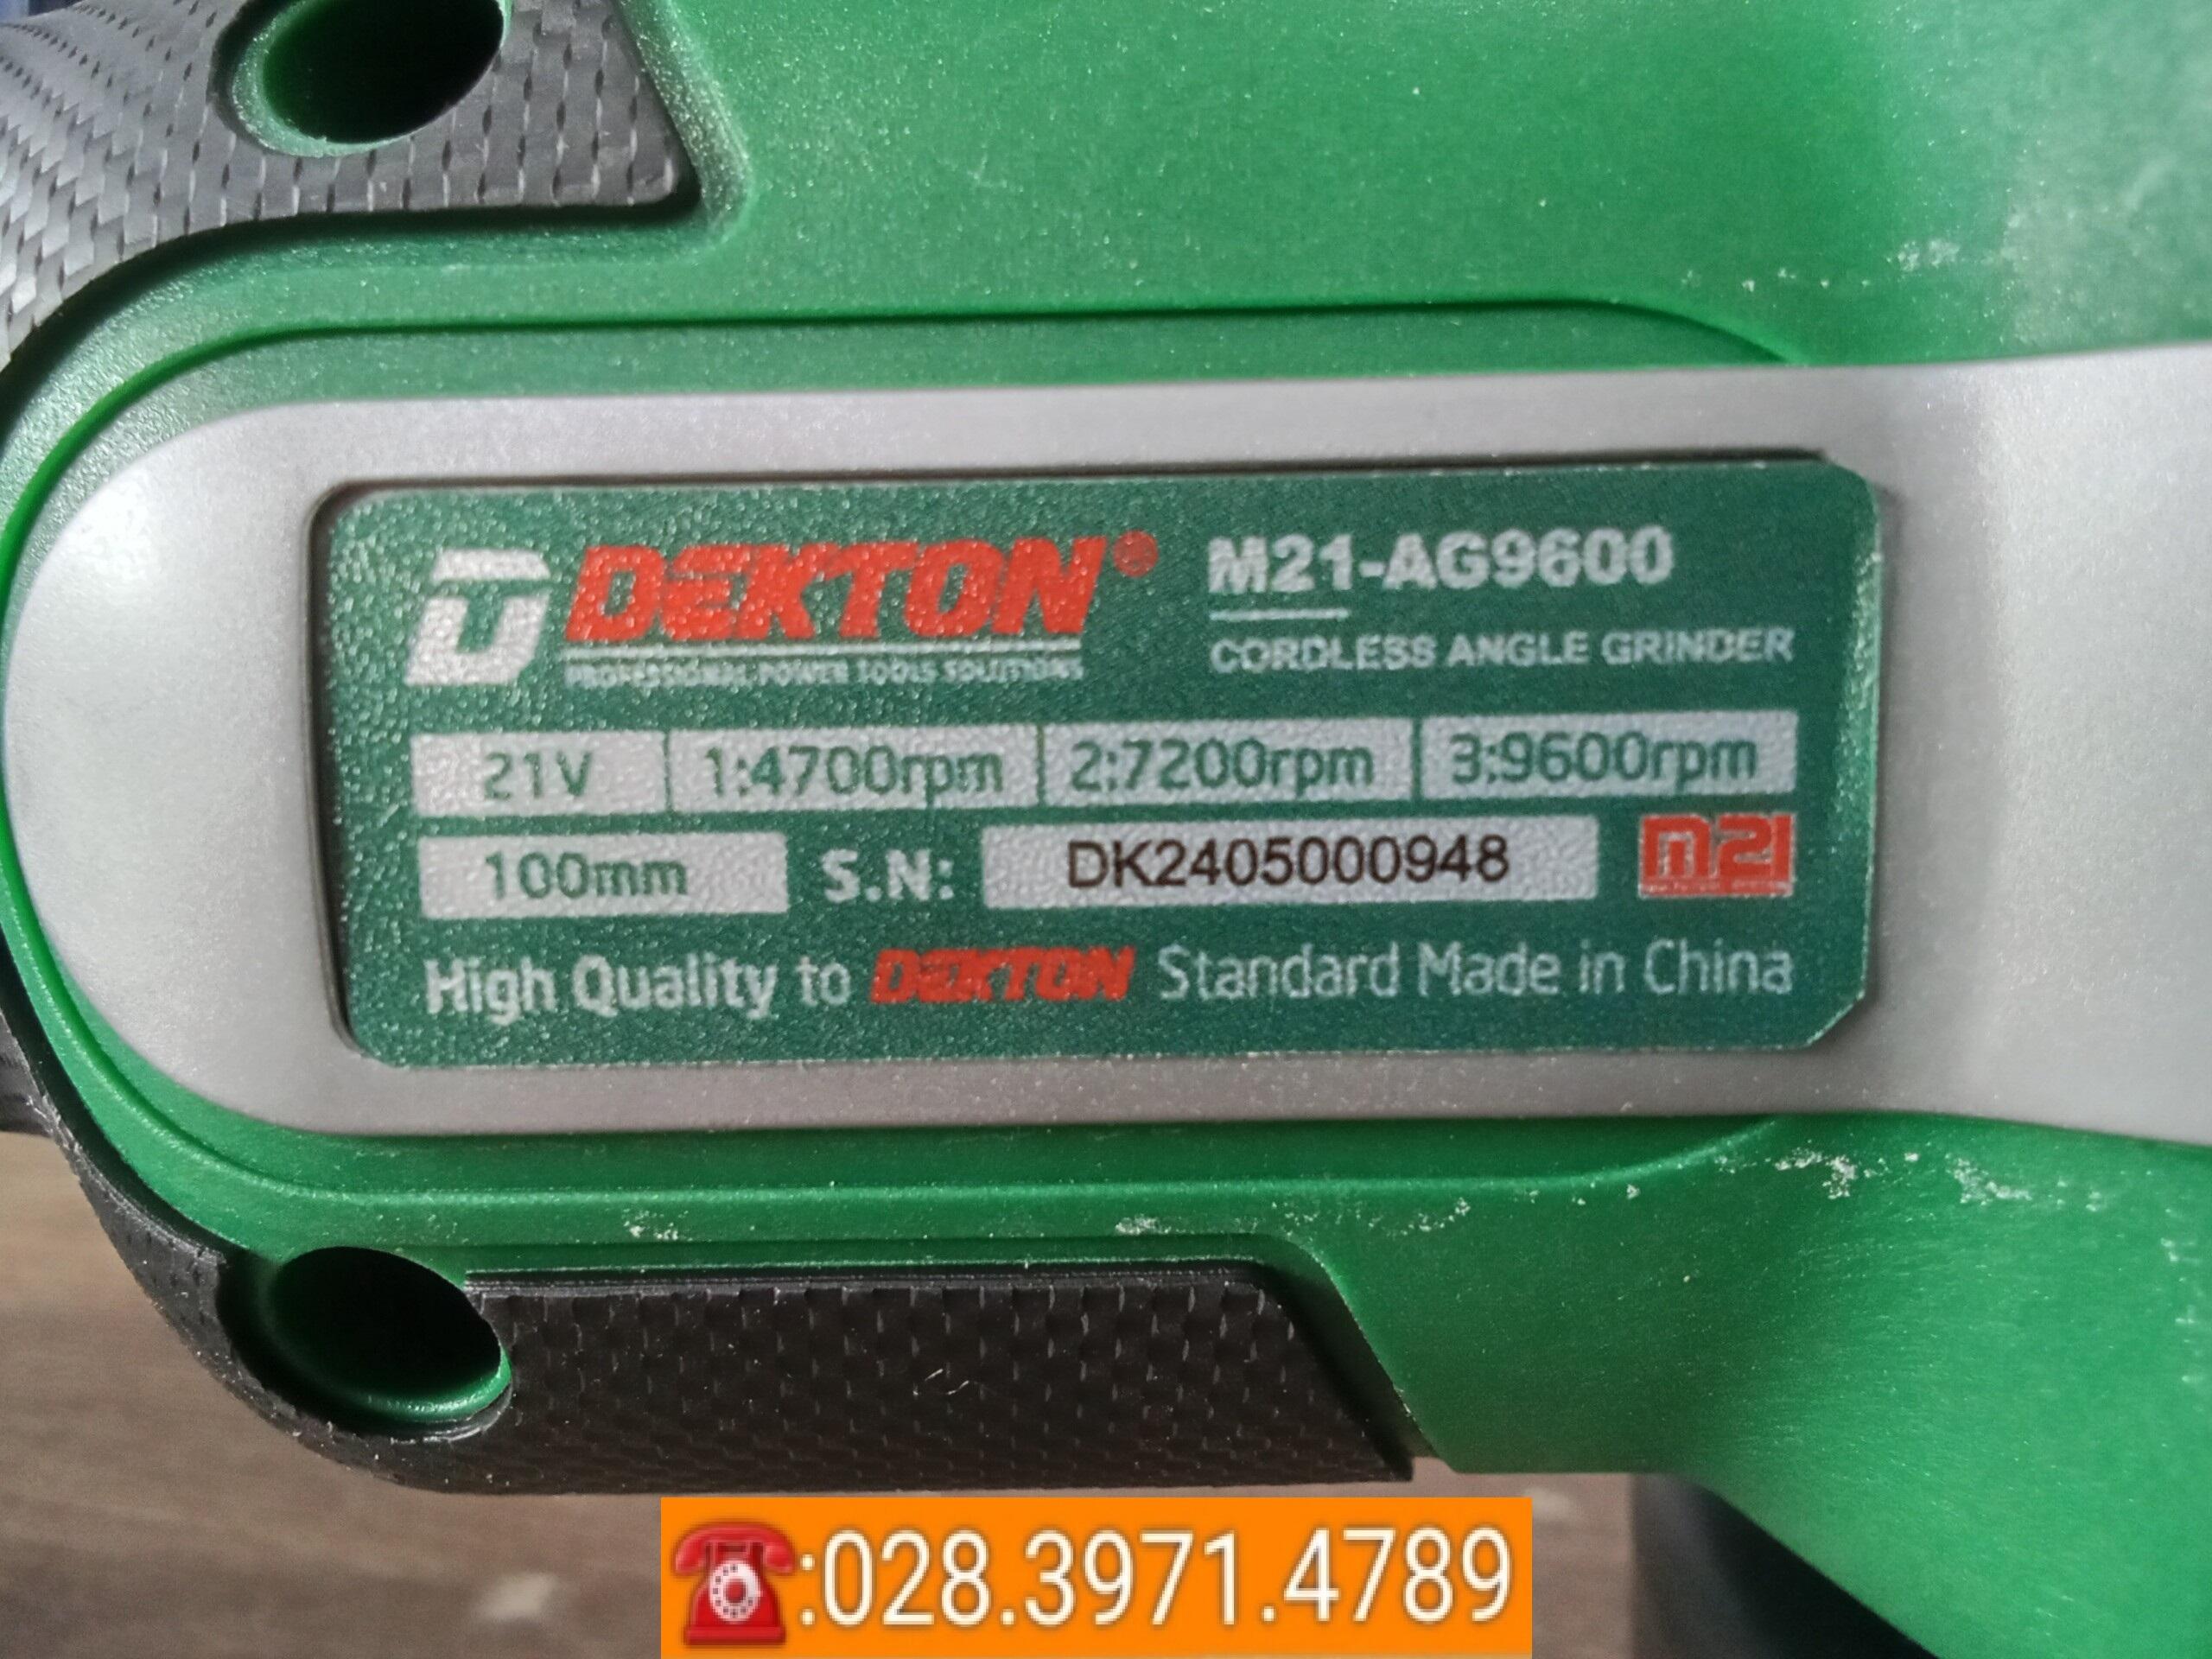 DEKTON®
PROFESSIONAL POWER TOOLS SOLUTIONS
M21-AG9600
CORDLESS ANGLE GRINDER
21V 1:4700rpm 2:7200rpm 3:9600rpm
100mm S.N: DK2405000948 M21
High Quality to DEKTON Standard Made in China
☎:028.3971.4789